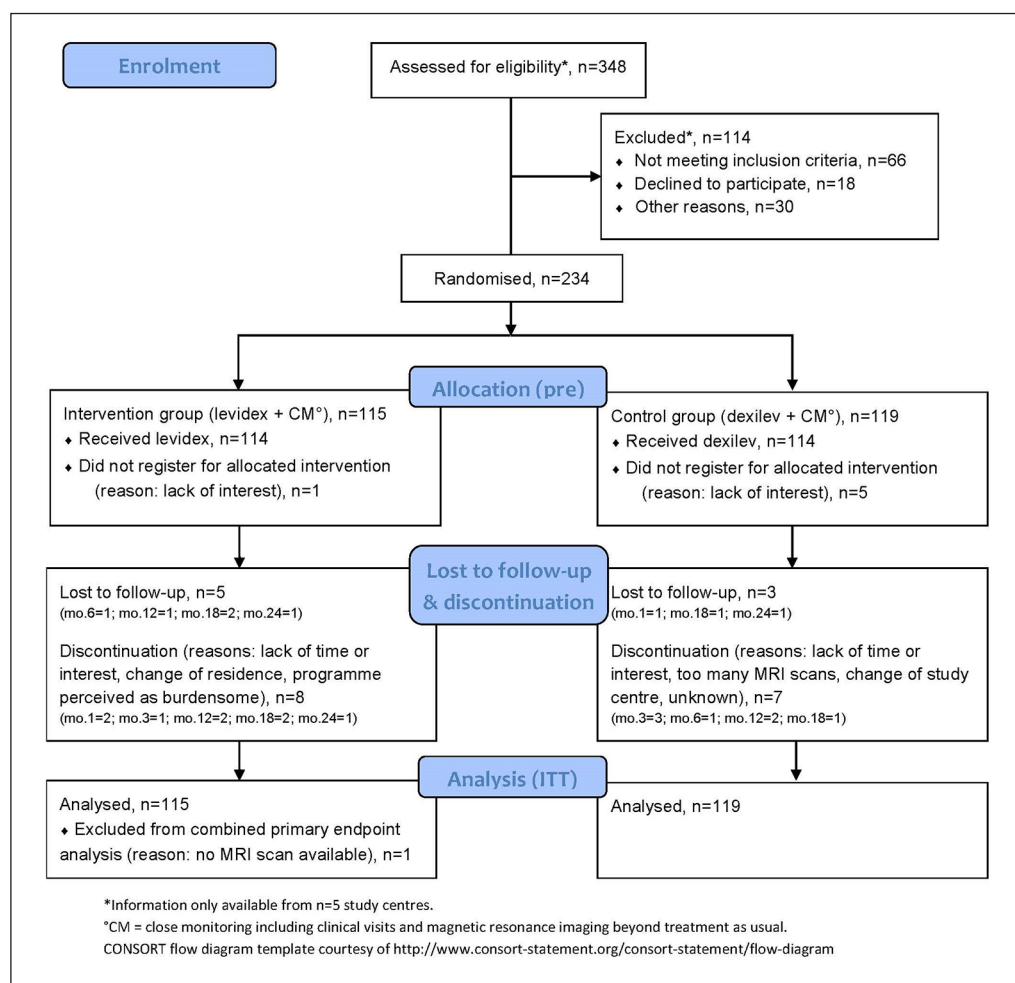 Enrolment
Assessed for eligibility*, n=348
Excluded*, n=114
♦ Not meeting inclusion criteria, n=66
♦ Declined to participate, n=18
♦ Other reasons, n=30
Randomised, n=234
Allocation (pre)
Intervention group (levidex + CM°), n=115
♦ Received levidex, n=114
♦ Did not register for allocated intervention
(reason: lack of interest), n=1
Control group (dexilev + CM°), n=119
♦ Received dexilev, n=114
♦ Did not register for allocated intervention
(reason: lack of interest), n=5
Lost to follow-up
& discontinuation
Lost to follow-up, n=5
(mo.6=1; mo.12=1; mo.18=2; mo.24=1)
Discontinuation (reasons: lack of time or
interest, change of residence, programme
perceived as burdensome), n=8
(mo.1=2; mo.3=1; mo.12=2; mo.18=2; mo.24=1)
Lost to follow-up, n=3
(mo.1=1; mo.18=1; mo.24=1)
Discontinuation (reasons: lack of time or
interest, too many MRI scans, change of study
centre, unknown), n=7
(mo.3=3; mo.6=1; mo.12=2; mo.18=1)
Analysis (ITT)
Analysed, n=115
♦ Excluded from combined primary endpoint
analysis (reason: no MRI scan available), n=1
Analysed, n=119
*Information only available from n=5 study centres.
°CM = close monitoring including clinical visits and magnetic resonance imaging beyond treatment as usual.
CONSORT flow diagram template courtesy of http://www.consort-statement.org/consort-statement/flow-diagram